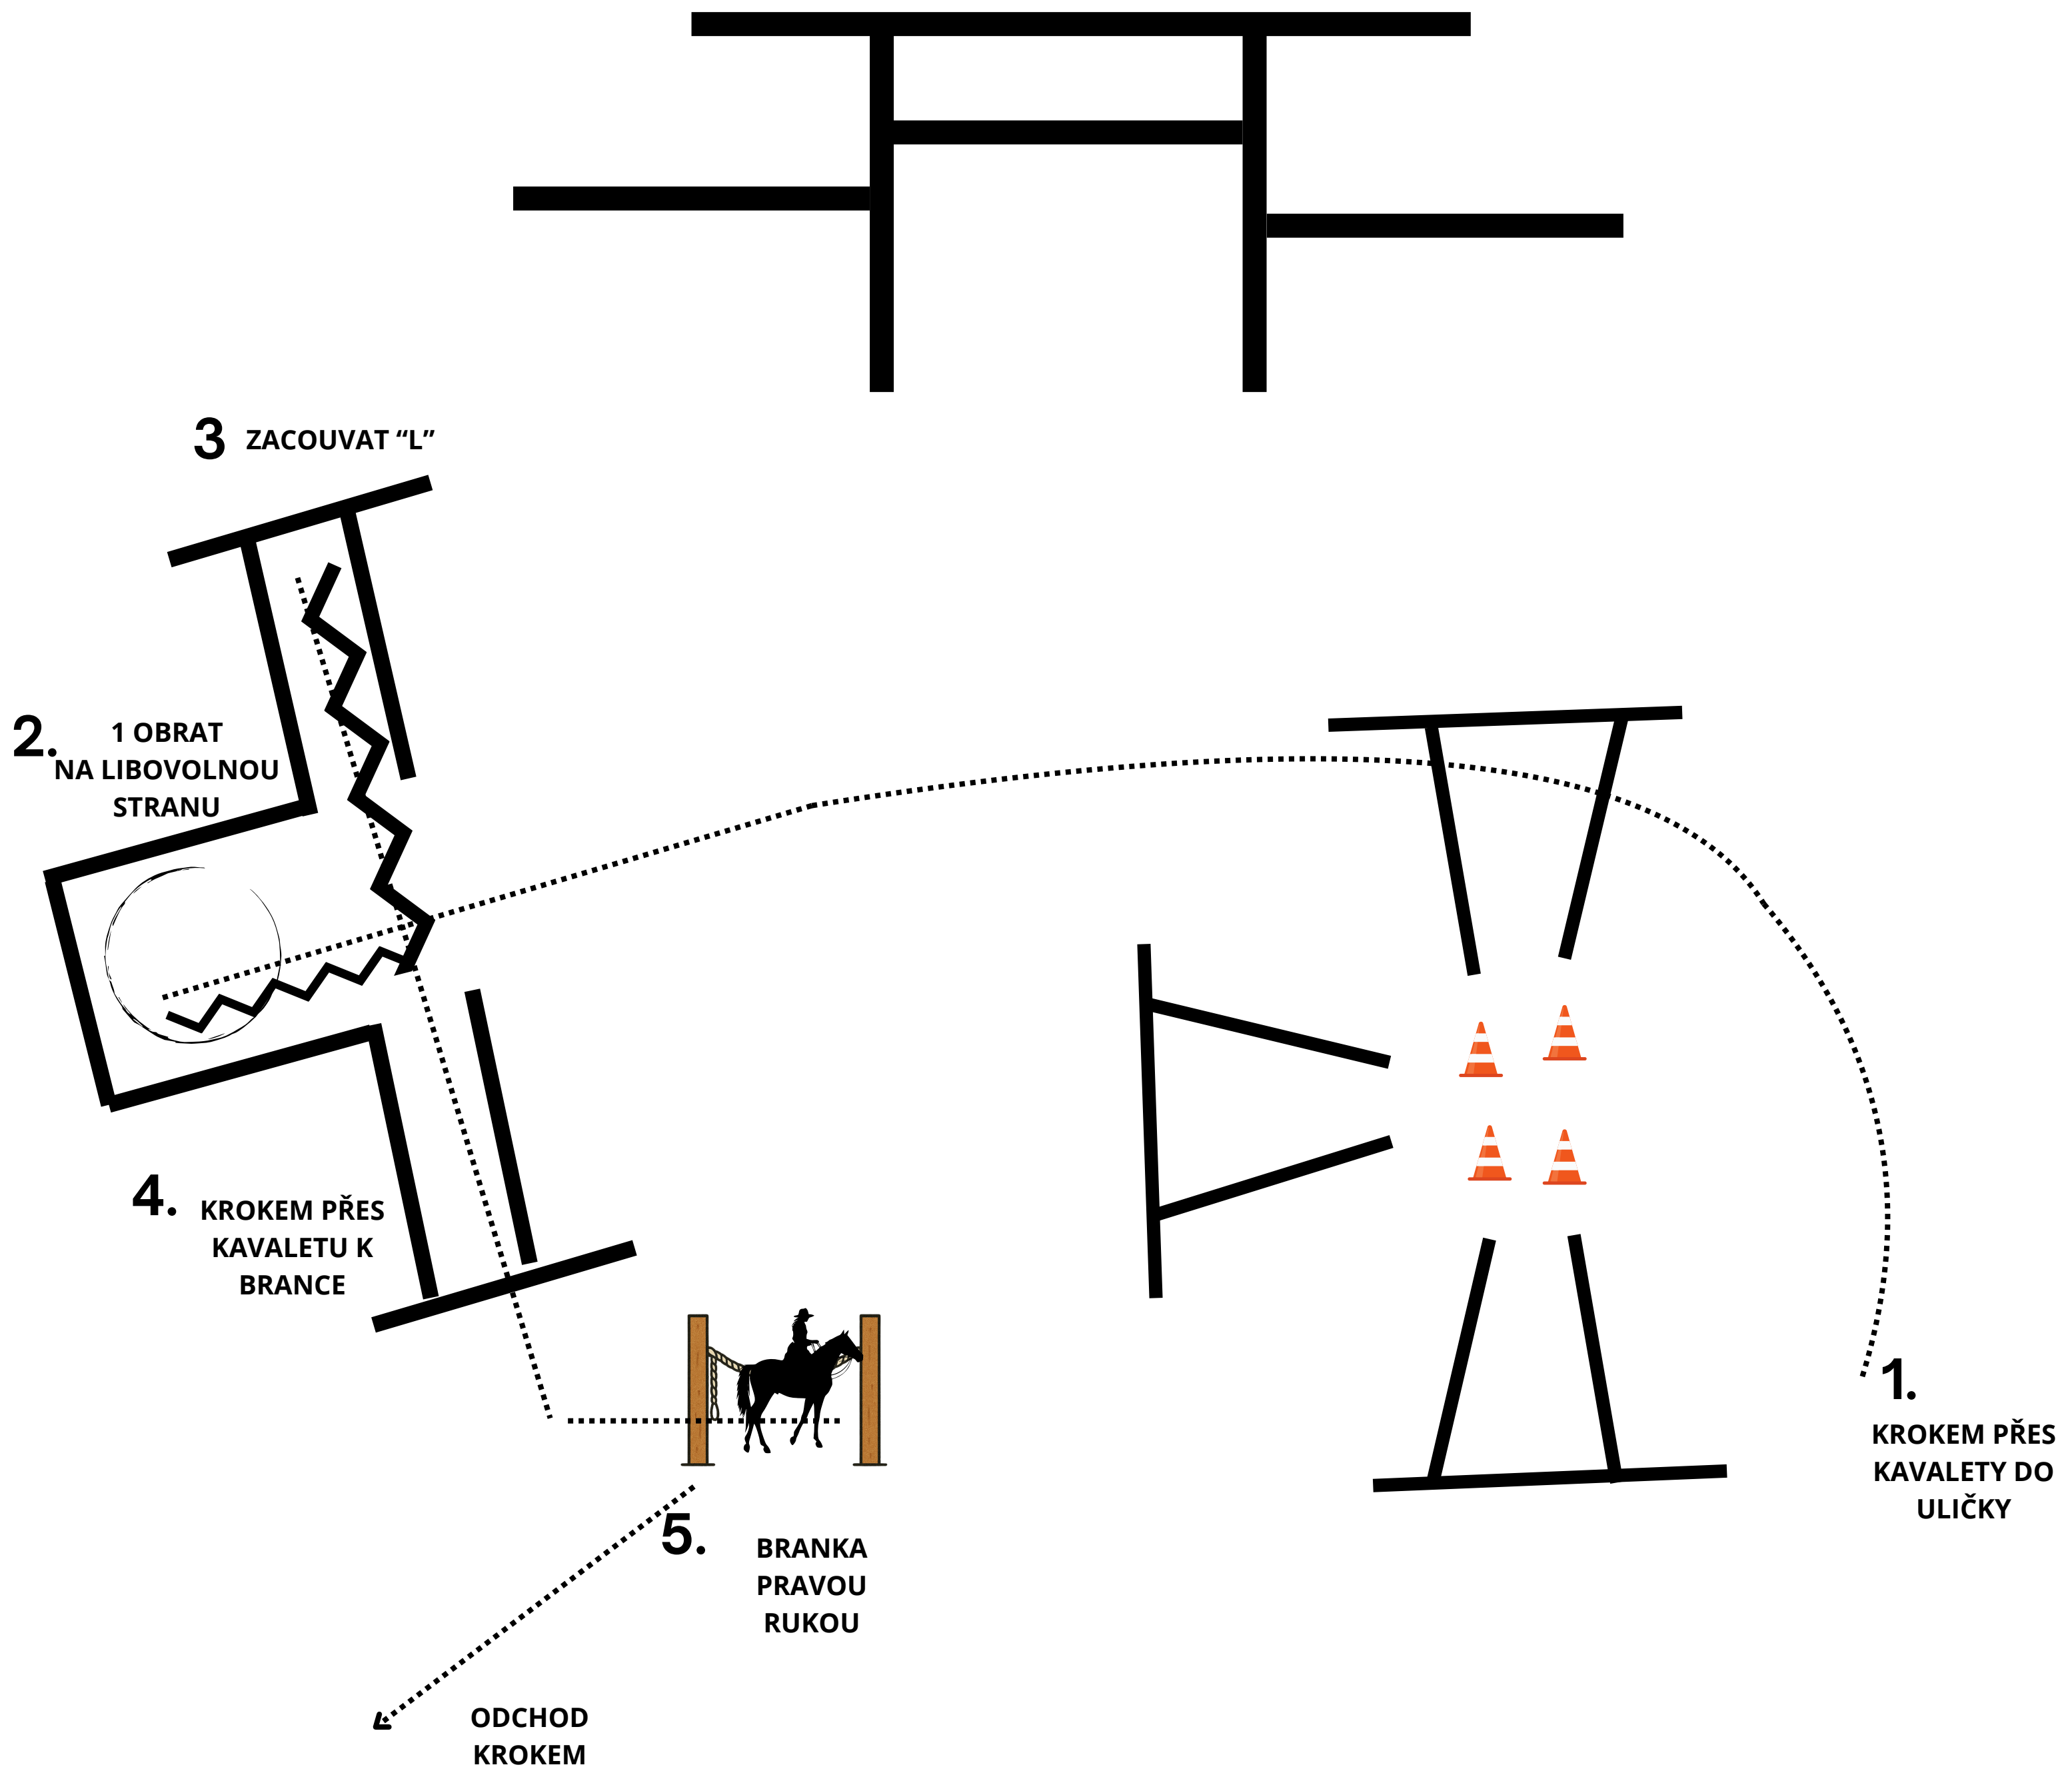 3 ZACOUVAT “L”
2. 1 OBRAT
NA LIBOVOLNOU
STRANU
4. KROKEM PŘES
KAVALETU K
BRANCE
1.
KROKEM PŘES
KAVALETY DO
ULIČKY
5. BRANKA
PRAVOU
RUKOU
ODCHOD
KROKEM